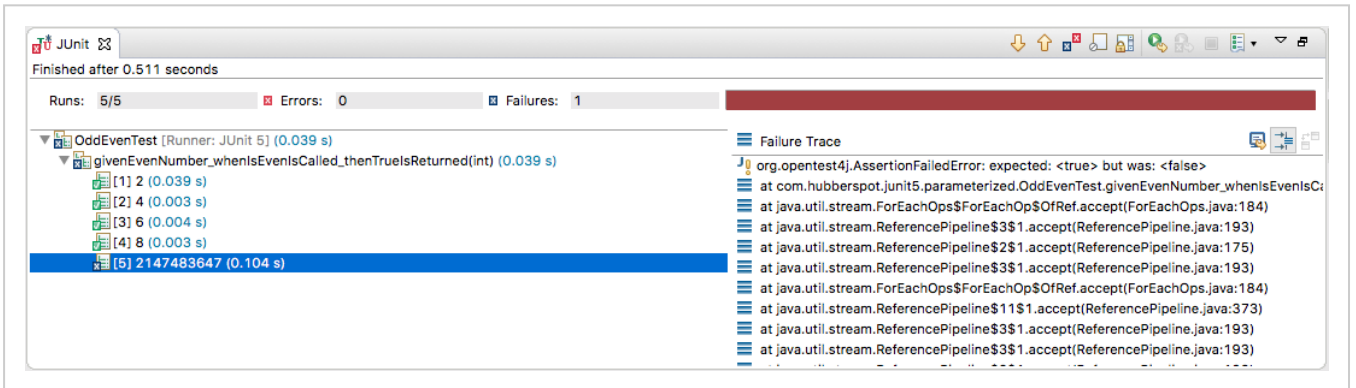 JUnit
Finished after 0.511 seconds
Runs: 5/5 Errors: 0 Failures: 1
OddEvenTest [Runner: JUnit 5] (0.039 s)
givenEvenNumber_whenIsEvenIsCalled_thenTrueIsReturned(int) (0.039 s)
[1] 2 (0.039 s)
[2] 4 (0.003 s)
[3] 6 (0.004 s)
[4] 8 (0.003 s)
[5] 2147483647 (0.104 s)
Failure Trace
org.opentest4j.AssertionFailedError: expected: <true> but was: <false>
at com.hubberspot.junit5.parameterized.OddEvenTest.givenEvenNumber_whenIsEvenIsCa
at java.util.stream.ForEachOps$ForEachOp$OfRef.accept(ForEachOps.java:184)
at java.util.stream.ReferencePipeline$3$1.accept(ReferencePipeline.java:193)
at java.util.stream.ReferencePipeline$2$1.accept(ReferencePipeline.java:175)
at java.util.stream.ReferencePipeline$3$1.accept(ReferencePipeline.java:193)
at java.util.stream.ForEachOps$ForEachOp$OfRef.accept(ForEachOps.java:184)
at java.util.stream.ReferencePipeline$11$1.accept(ReferencePipeline.java:373)
at java.util.stream.ReferencePipeline$3$1.accept(ReferencePipeline.java:193)
at java.util.stream.ReferencePipeline$3$1.accept(ReferencePipeline.java:193)